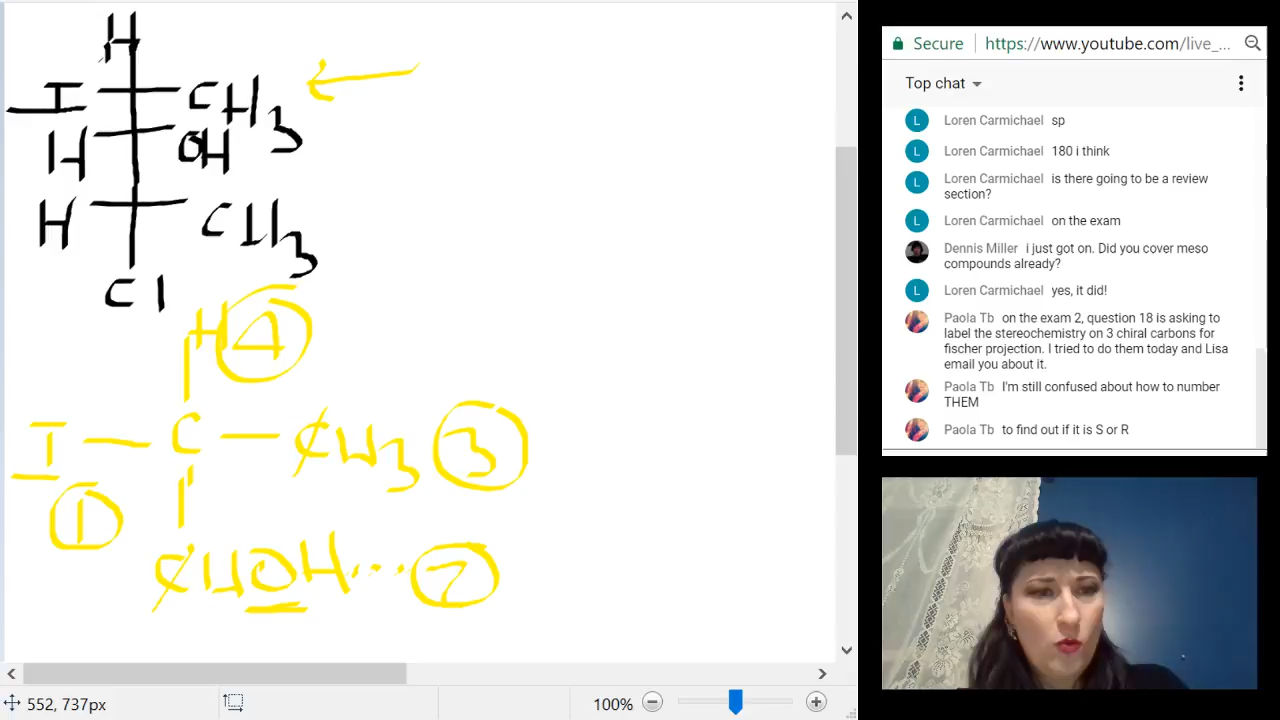 H
I CH3
H OH
H CH3
Cl
H 4
I C CH3 3
1
CHOH... 2
552, 737px
100%
Secure https://www.youtube.com/live_...
Top chat
L Loren Carmichael sp
L Loren Carmichael 180 i think
L Loren Carmichael is there going to be a review
section?
L Loren Carmichael on the exam
Dennis Miller i just got on. Did you cover meso
compounds already?
L Loren Carmichael yes, it did!
Paola Tb on the exam 2, question 18 is asking to
label the stereochemistry on 3 chiral carbons for
fischer projection. I tried to do them today and Lisa
email you about it.
Paola Tb I'm still confused about how to number
THEM
Paola Tb to find out if it is S or R